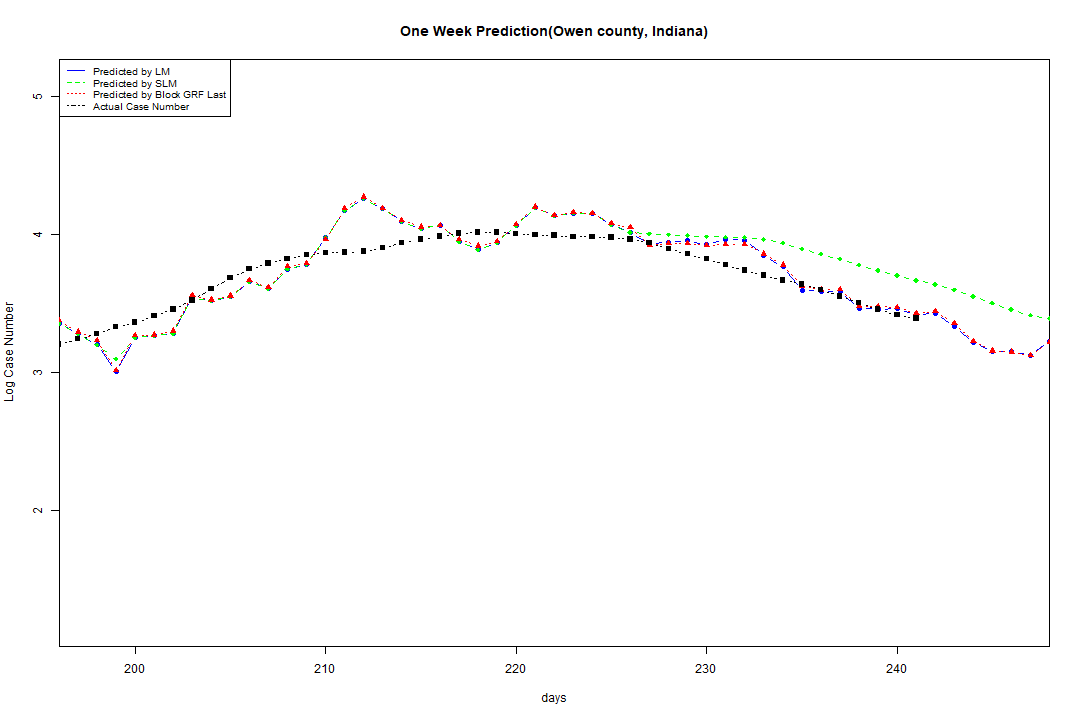 One Week Prediction(Owen county, Indiana)
Predicted by LM
Predicted by SLM
Predicted by Block GRF Last
Actual Case Number
5
4
3
2
Log Case Number
200 210 220 230 240
days